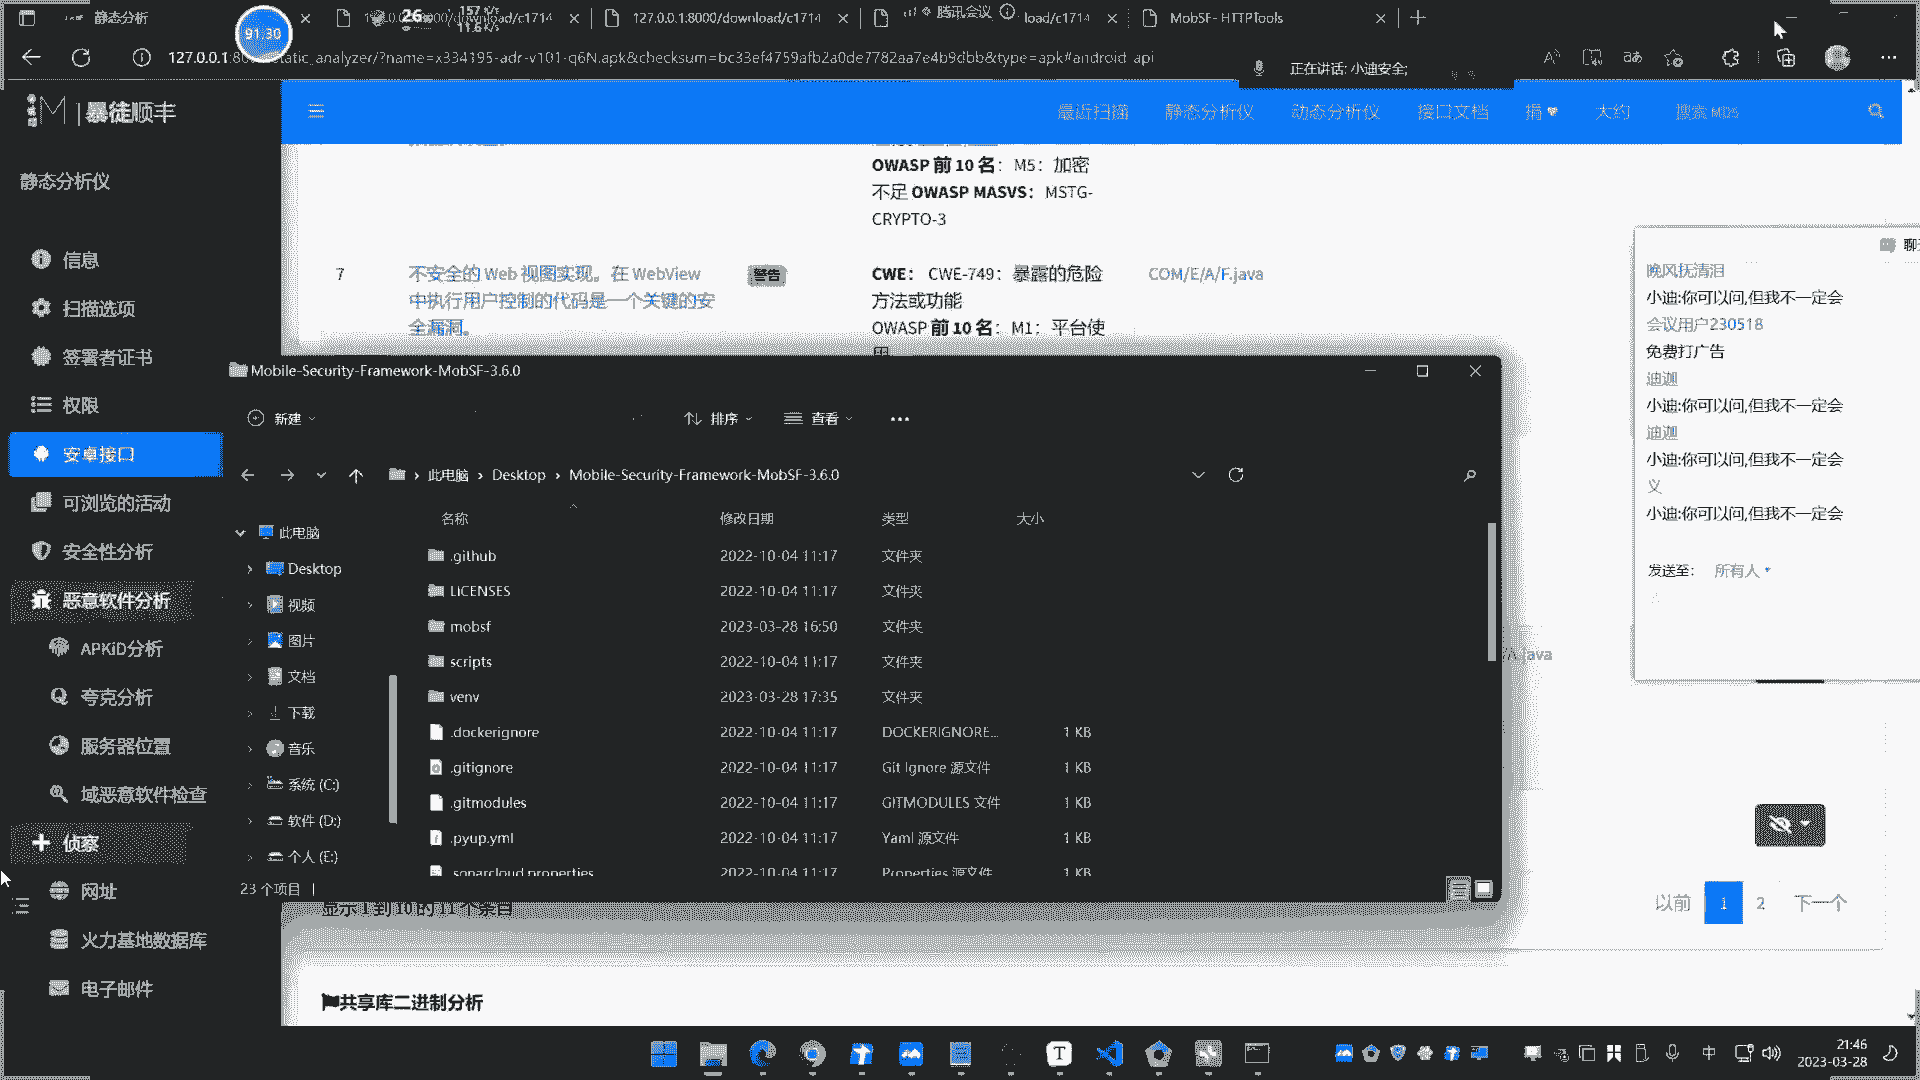 静态分析
91.30
26
157 K/s
11.6 K/s
/download/c1714
127.0.0.1:8000/download/c1714
腾讯会议
load/c1714
MobSF- HTTPTools
127.0.0.1:8
tatic_analyzer/?name=x334195-adr-v101-q6N.apk&checksum=bc33ef4759afb2a0de7782aa7e4b9dbb&type=apk#android_api
正在讲话: 小迪安全;
暴徒顺丰
最近扫描
静态分析仪
动态分析仪
接口文档
捐
大约
搜索 MD5
静态分析仪
信息
扫描选项
签署者证书
权限
安卓接口
可浏览的活动
安全性分析
恶意软件分析
APKiD分析
夸克分析
服务器位置
域恶意软件检查
侦察
网址
火力基地数据库
电子邮件
OWASP 前 10 名: M5: 加密
不足 OWASP MASVS: MSTG-
CRYPTO-3
7
不安全的 Web 视图实现。在 WebView
中执行用户控制的代码是一个关键的安
全漏洞。
警告
CWE: CWE-749: 暴露的危险
方法或功能
OWASP 前 10 名: M1: 平台使
用
COM/E/A/F.java
聊
晚风抚清泪
小迪:你可以问,但我不一定会
会议用户230518
免费打广告
迪迦
小迪:你可以问,但我不一定会
迪迦
小迪:你可以问,但我不一定会
义
小迪:你可以问,但我不一定会
发送至:
所有人
Mobile-Security-Framework-MobSF-3.6.0
新建
排序
查看
此电脑 › Desktop › Mobile-Security-Framework-MobSF-3.6.0
此电脑
Desktop
视频
图片
文档
下载
音乐
系统 (C:)
软件 (D:)
个人 (E:)
名称 修改日期 类型 大小
.github 2022-10-04 11:17 文件夹
LICENSES 2022-10-04 11:17 文件夹
mobsf 2023-03-28 16:50 文件夹
scripts 2022-10-04 11:17 文件夹
venv 2023-03-28 17:35 文件夹
.dockerignore 2022-10-04 11:17 DOCKERIGNORE... 1 KB
.gitignore 2022-10-04 11:17 Git Ignore 源文件 1 KB
.gitmodules 2022-10-04 11:17 GITMODULES 文件 1 KB
.pyup.yml 2022-10-04 11:17 Yaml 源文件 1 KB
.sonarcloud.properties 2022-10-04 11:17 Properties 源文件 1 KB
23 个项目
.java
显示 1 到 10 的 11 个条目
以前
1
2
下一个
共享库二进制分析
中
21:46
2023-03-28